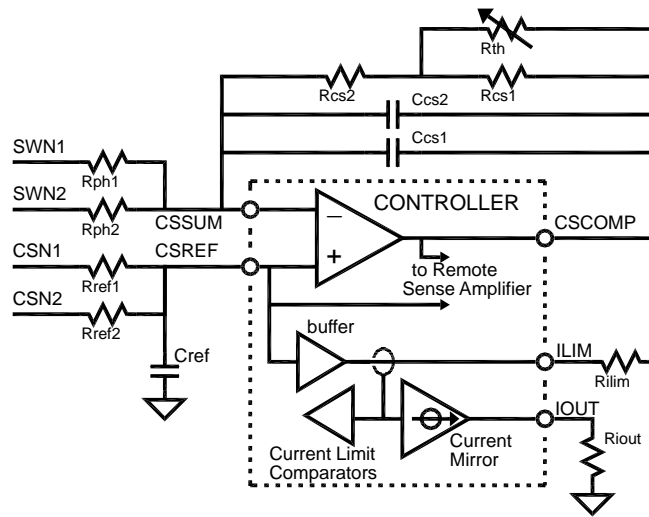 Rth
Rcs2
Rcs1
Ccs2
Ccs1
SWN1
Rph1
SWN2
Rph2
CSSUM
CONTROLLER
−
+
CSCOMP
CSN1
Rref1
CSREF
CSN2
Rref2
to Remote
Sense Amplifier
Cref
buffer
ILIM
Rilim
IOUT
Current Limit
Comparators
Current
Mirror
Riout